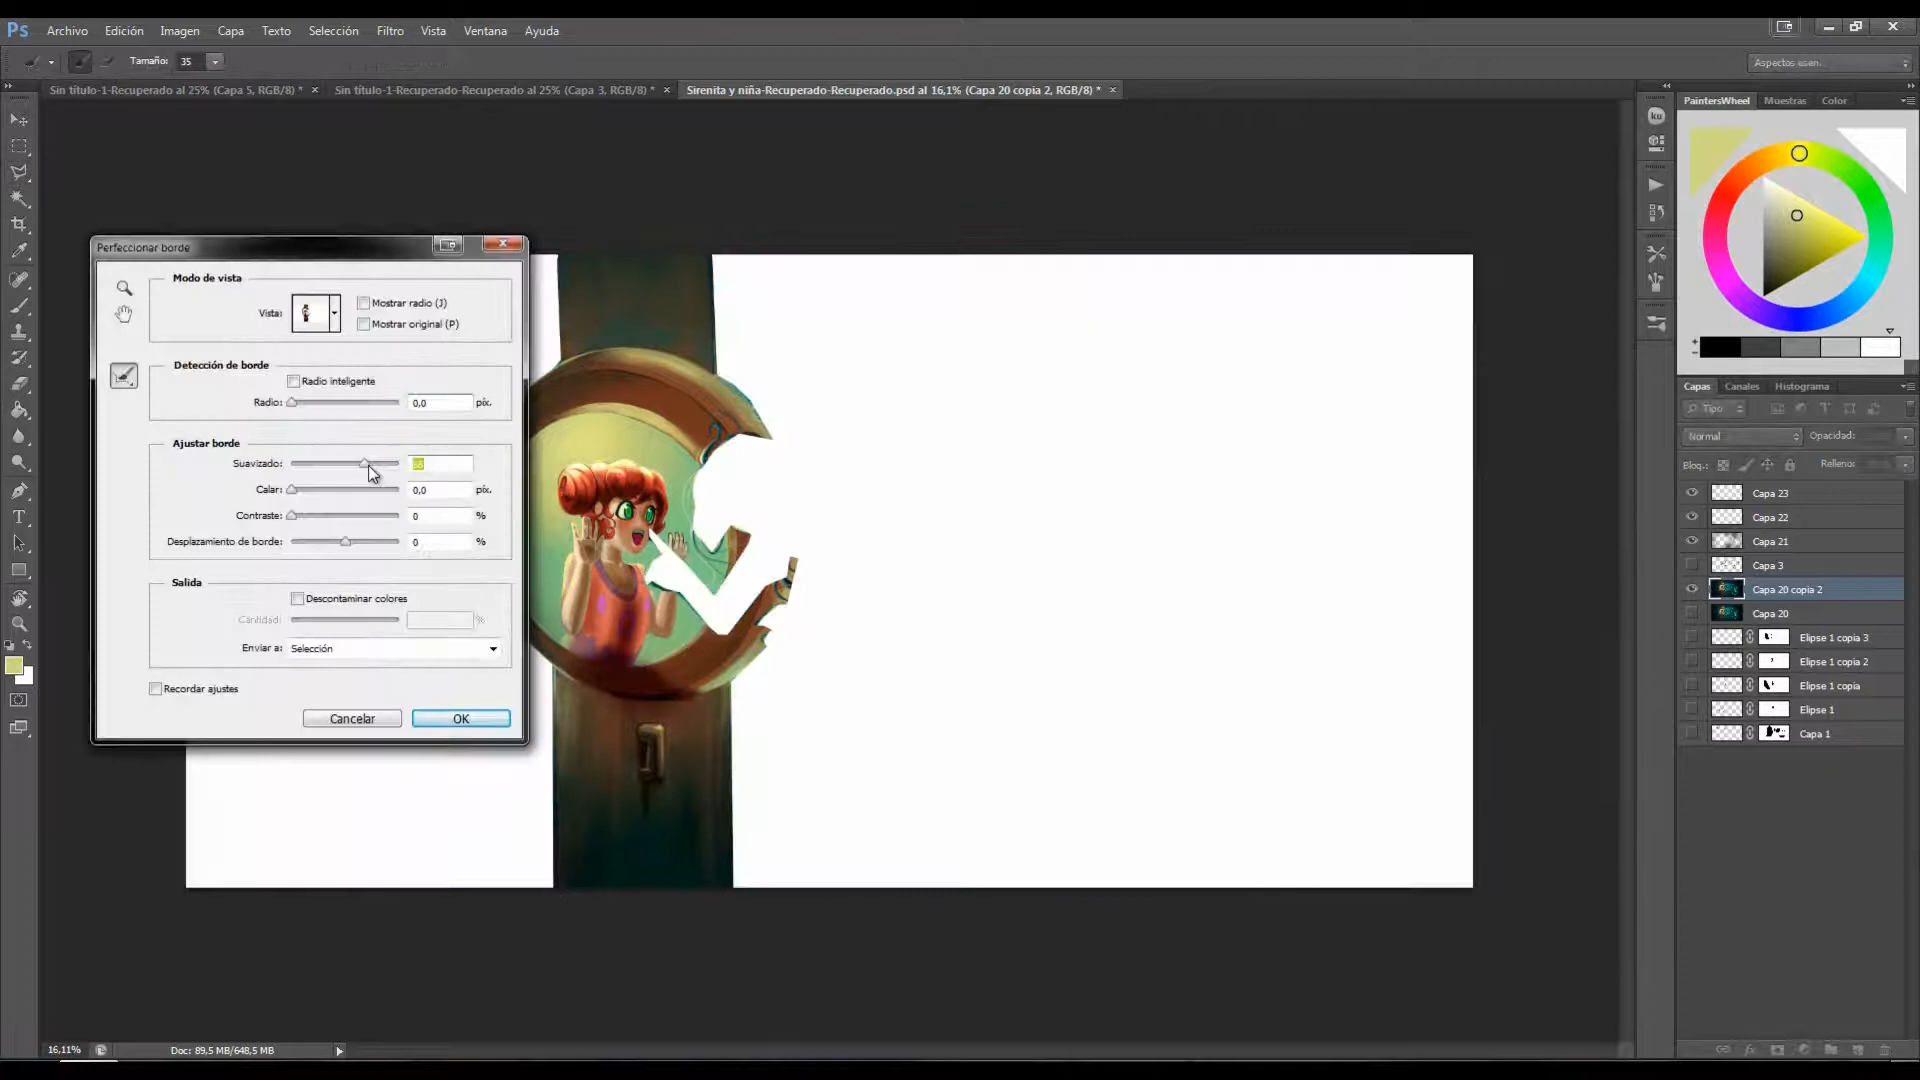 Ps Archivo Edición Imagen Capa Texto Selección Filtro Vista Ventana Ayuda
Tamaño: 35
Aspectos esen.
Sin título-1-Recuperado al 25% (Capa 5, RGB/8) * × Sin título-1-Recuperado-Recuperado al 25% (Capa 3, RGB/8) * × Sirenita y niña-Recuperado-Recuperado.psd al 16,1% (Capa 20 copia 2, RGB/8) * ×
PaintersWheel Muestras Color
ku
Perfeccionar borde
Modo de vista
Vista:
Mostrar radio (J)
Mostrar original (P)
Detección de borde
Radio inteligente
Radio: 0,0 píx.
Ajustar borde
Suavizado:
Calar: 0,0 píx.
Contraste: 0 %
Desplazamiento de borde: 0 %
Salida
Descontaminar colores
Cantidad: %
Enviar a: Selección
Recordar ajustes
Cancelar OK
Capas Canales Histograma
Tipo
Normal Opacidad:
Bloq.: Relleno:
Capa 23
Capa 22
Capa 21
Capa 3
Capa 20 copia 2
Capa 20
Elipse 1 copia 3
Elipse 1 copia 2
Elipse 1 copia
Elipse 1
Capa 1
fx
16,11% Doc: 89,5 MB/648,5 MB